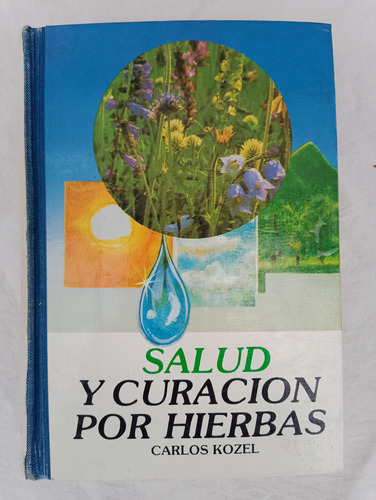 SALUD
Y CURACION
POR HIERBAS
CARLOS KOZEL